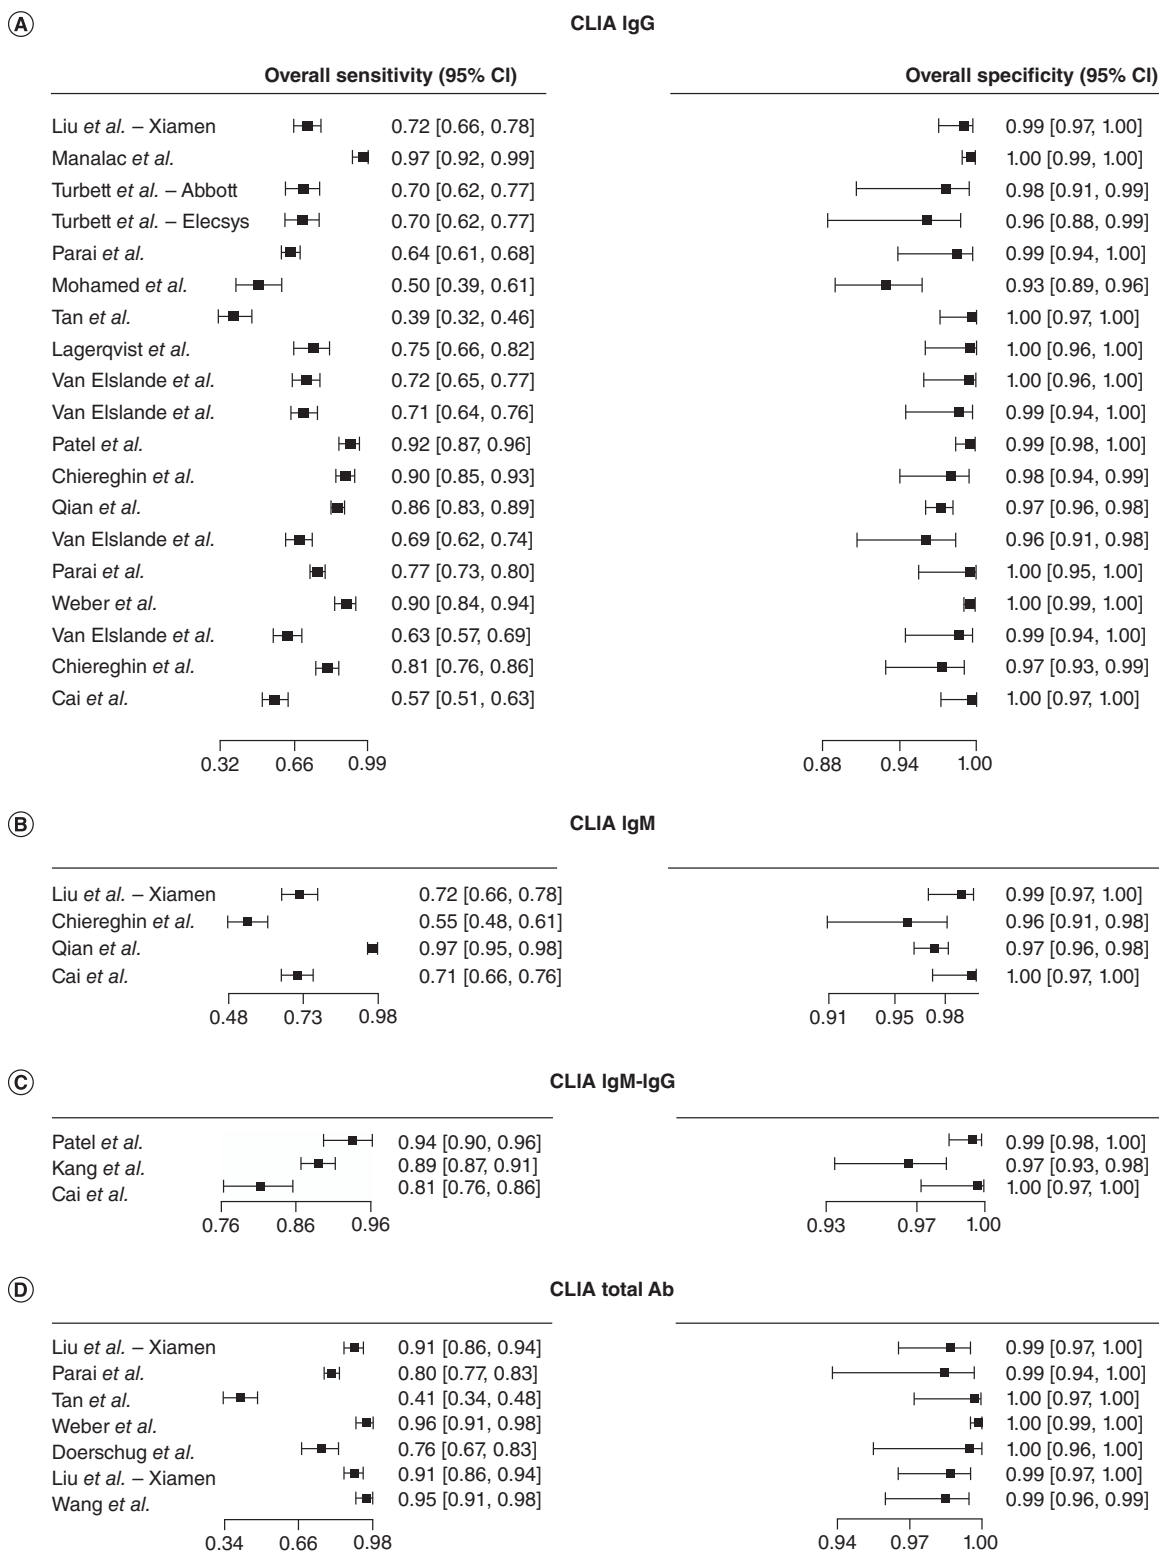 A CLIA IgG
Overall sensitivity (95% CI) Overall specificity (95% CI)
Liu et al. – Xiamen 0.72 [0.66, 0.78] 0.99 [0.97, 1.00]
Manalac et al. 0.97 [0.92, 0.99] 1.00 [0.99, 1.00]
Turbett et al. – Abbott 0.70 [0.62, 0.77] 0.98 [0.91, 0.99]
Turbett et al. – Elecsys 0.70 [0.62, 0.77] 0.96 [0.88, 0.99]
Parai et al. 0.64 [0.61, 0.68] 0.99 [0.94, 1.00]
Mohamed et al. 0.50 [0.39, 0.61] 0.93 [0.89, 0.96]
Tan et al. 0.39 [0.32, 0.46] 1.00 [0.97, 1.00]
Lagerqvist et al. 0.75 [0.66, 0.82] 1.00 [0.96, 1.00]
Van Elslande et al. 0.72 [0.65, 0.77] 1.00 [0.96, 1.00]
Van Elslande et al. 0.71 [0.64, 0.76] 0.99 [0.94, 1.00]
Patel et al. 0.92 [0.87, 0.96] 0.99 [0.98, 1.00]
Chiereghin et al. 0.90 [0.85, 0.93] 0.98 [0.94, 0.99]
Qian et al. 0.86 [0.83, 0.89] 0.97 [0.96, 0.98]
Van Elslande et al. 0.69 [0.62, 0.74] 0.96 [0.91, 0.98]
Parai et al. 0.77 [0.73, 0.80] 1.00 [0.95, 1.00]
Weber et al. 0.90 [0.84, 0.94] 1.00 [0.99, 1.00]
Van Elslande et al. 0.63 [0.57, 0.69] 0.99 [0.94, 1.00]
Chiereghin et al. 0.81 [0.76, 0.86] 0.97 [0.93, 0.99]
Cai et al. 0.57 [0.51, 0.63] 1.00 [0.97, 1.00]
0.32 0.66 0.99 0.88 0.94 1.00
B CLIA IgM
Liu et al. – Xiamen 0.72 [0.66, 0.78] 0.99 [0.97, 1.00]
Chiereghin et al. 0.55 [0.48, 0.61] 0.96 [0.91, 0.98]
Qian et al. 0.97 [0.95, 0.98] 0.97 [0.96, 0.98]
Cai et al. 0.71 [0.66, 0.76] 1.00 [0.97, 1.00]
0.48 0.73 0.98 0.91 0.95 0.98
C CLIA IgM-IgG
Patel et al. 0.94 [0.90, 0.96] 0.99 [0.98, 1.00]
Kang et al. 0.89 [0.87, 0.91] 0.97 [0.93, 0.98]
Cai et al. 0.81 [0.76, 0.86] 1.00 [0.97, 1.00]
0.76 0.86 0.96 0.93 0.97 1.00
D CLIA total Ab
Liu et al. – Xiamen 0.91 [0.86, 0.94] 0.99 [0.97, 1.00]
Parai et al. 0.80 [0.77, 0.83] 0.99 [0.94, 1.00]
Tan et al. 0.41 [0.34, 0.48] 1.00 [0.97, 1.00]
Weber et al. 0.96 [0.91, 0.98] 1.00 [0.99, 1.00]
Doerschug et al. 0.76 [0.67, 0.83] 1.00 [0.96, 1.00]
Liu et al. – Xiamen 0.91 [0.86, 0.94] 0.99 [0.97, 1.00]
Wang et al. 0.95 [0.91, 0.98] 0.99 [0.96, 0.99]
0.34 0.66 0.98 0.94 0.97 1.00